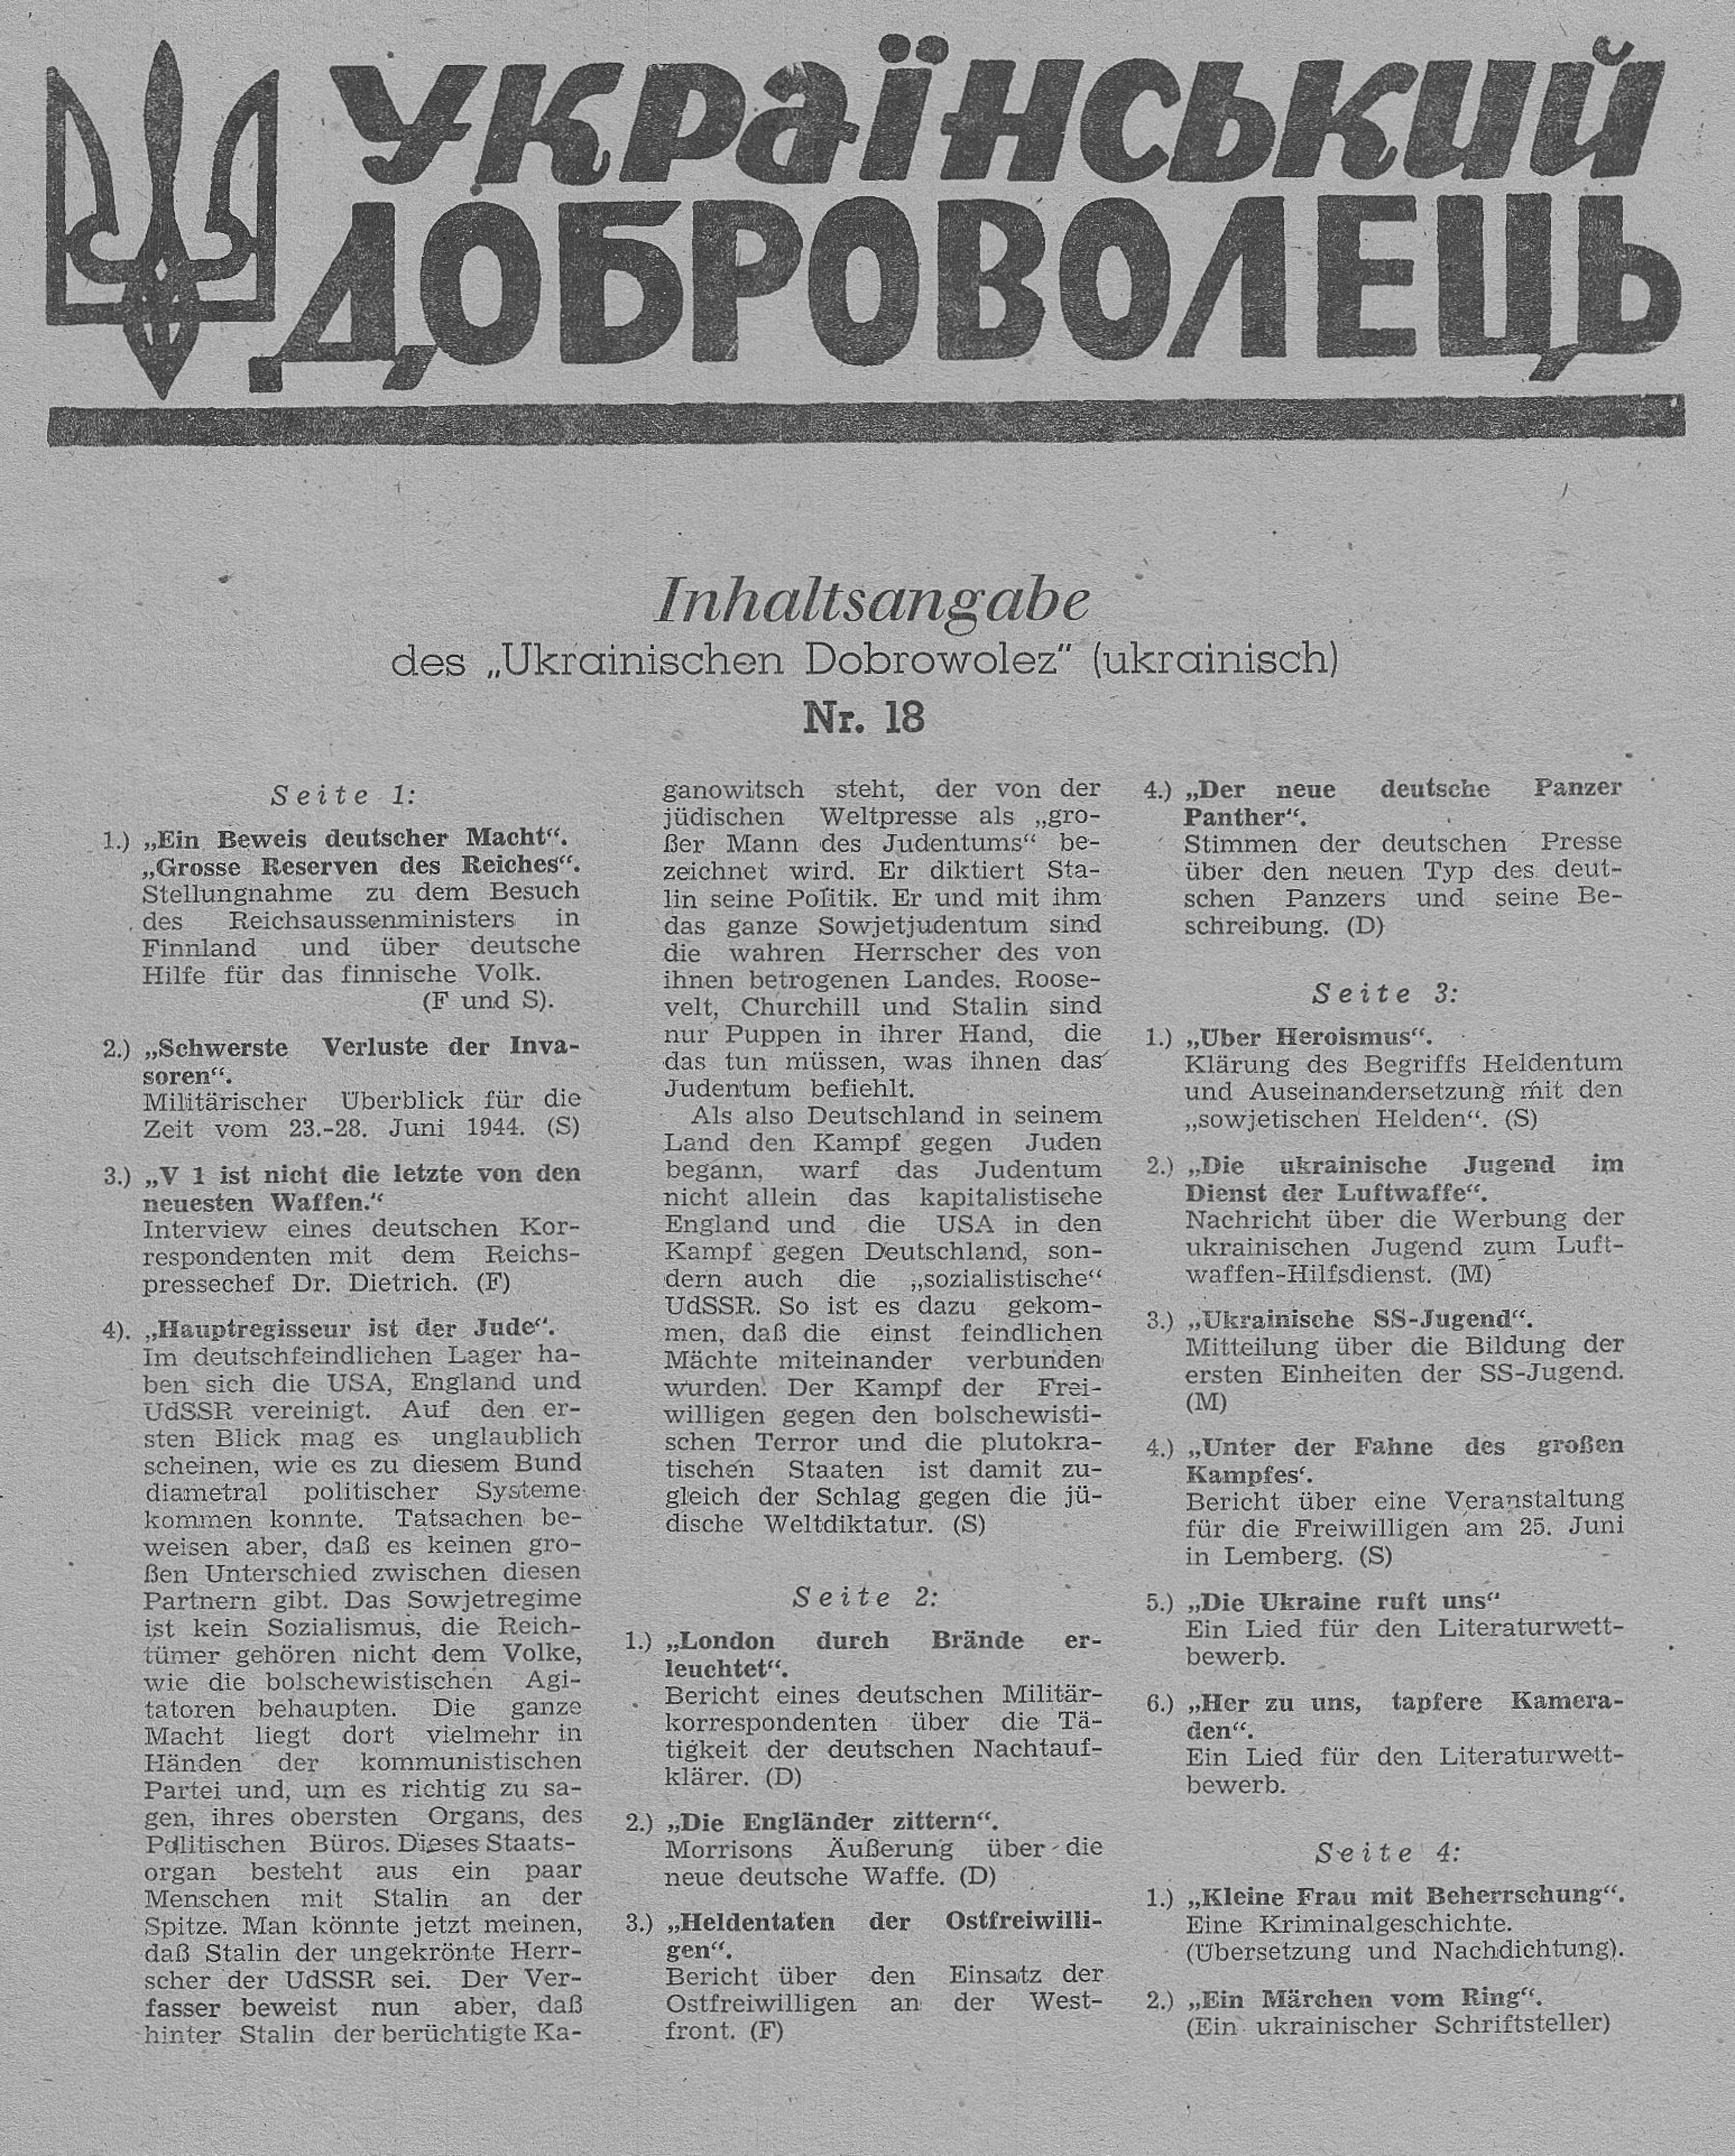 УКРАЇНСЬКИЙ
ДОБРОВОЛЕЦЬ
Inhaltsangabe
des „Ukrainischen Dobrowolez“ (ukrainisch)
Nr. 18
Seite 1:
1.) „Ein Beweis deutscher Macht“.
„Grosse Reserven des Reiches“.
Stellungnahme zu dem Besuch
des Reichsaussenministers in
Finnland und über deutsche
Hilfe für das finnische Volk.
(F und S).
2.) „Schwerste Verluste der Inva-
soren“.
Militärischer Überblick für die
Zeit vom 23.-28. Juni 1944. (S)
3.) „V 1 ist nicht die letzte von den
neuesten Waffen.“
Interview eines deutschen Kor-
respondenten mit dem Reichs-
pressechef Dr. Dietrich. (F)
4). „Hauptregisseur ist der Jude“.
Im deutschfeindlichen Lager ha-
ben sich die USA, England und
UdSSR vereinigt. Auf den er-
sten Blick mag es unglaublich
scheinen, wie es zu diesem Bund
diametral politischer Systeme
kommen konnte. Tatsachen be-
weisen aber, daß es keinen gro-
ßen Unterschied zwischen diesen
Partnern gibt. Das Sowjetregime
ist kein Sozialismus, die Reich-
tümer gehören nicht dem Volke,
wie die bolschewistischen Agi-
tatoren behaupten. Die ganze
Macht liegt dort vielmehr in
Händen der kommunistischen
Partei und, um es richtig zu sa-
gen, ihres obersten Organs, des
Politischen Büros. Dieses Staats-
organ besteht aus ein paar
Menschen mit Stalin an der
Spitze. Man könnte jetzt meinen,
daß Stalin der ungekrönte Herr-
scher der UdSSR sei. Der Ver-
fasser beweist nun aber, daß
hinter Stalin der berüchtigte Ka-
ganowitsch steht, der von der
jüdischen Weltpresse als „gro-
ßer Mann des Judentums“ be-
zeichnet wird. Er diktiert Sta-
lin seine Politik. Er und mit ihm
das ganze Sowjetjudentum sind
die wahren Herrscher des von
ihnen betrogenen Landes. Roose-
velt, Churchill und Stalin sind
nur Puppen in ihrer Hand, die
das tun müssen, was ihnen das
Judentum befiehlt.
Als also Deutschland in seinem
Land den Kampf gegen Juden
begann, warf das Judentum
nicht allein das kapitalistische
England und die USA in den
Kampf gegen Deutschland, son-
dern auch die „sozialistische“
UdSSR. So ist es dazu gekom-
men, daß die einst feindlichen
Mächte miteinander verbunden
wurden. Der Kampf der Frei-
willigen gegen den bolschewisti-
schen Terror und die plutokra-
tischen Staaten ist damit zu-
gleich der Schlag gegen die jü-
dische Weltdiktatur. (S)
Seite 2:
1.) „London durch Brände er-
leuchtet“.
Bericht eines deutschen Militär-
korrespondenten über die Tä-
tigkeit der deutschen Nachtauf-
klärer. (D)
2.) „Die Engländer zittern“.
Morrisons Äußerung über die
neue deutsche Waffe. (D)
3.) „Heldentaten der Ostfreiwilli-
gen“.
Bericht über den Einsatz der
Ostfreiwilligen an der West-
front. (F)
4.) „Der neue deutsche Panzer
Panther“.
Stimmen der deutschen Presse
über den neuen Typ des deut-
schen Panzers und seine Be-
schreibung. (D)
Seite 3:
1.) „Uber Heroismus“.
Klärung des Begriffs Heldentum
und Auseinandersetzung mit den
„sowjetischen Helden“. (S)
2.) „Die ukrainische Jugend im
Dienst der Luftwaffe“.
Nachricht über die Werbung der
ukrainischen Jugend zum Luft-
waffen-Hilfsdienst. (M)
3.) „Ukrainische SS-Jugend“.
Mitteilung über die Bildung der
ersten Einheiten der SS-Jugend.
(M)
4.) „Unter der Fahne des großen
Kampfes‘.
Bericht über eine Veranstaltung
für die Freiwilligen am 25. Juni
in Lemberg. (S)
5.) „Die Ukraine ruft uns“
Ein Lied für den Literaturwett-
bewerb.
6.) „Her zu uns, tapfere Kamera-
den“.
Ein Lied für den Literaturwett-
bewerb.
Seite 4:
1.) „Kleine Frau mit Beherrschung“.
Eine Kriminalgeschichte.
(Übersetzung und Nachdichtung).
2.) „Ein Märchen vom Ring“.
(Ein ukrainischer Schriftsteller)